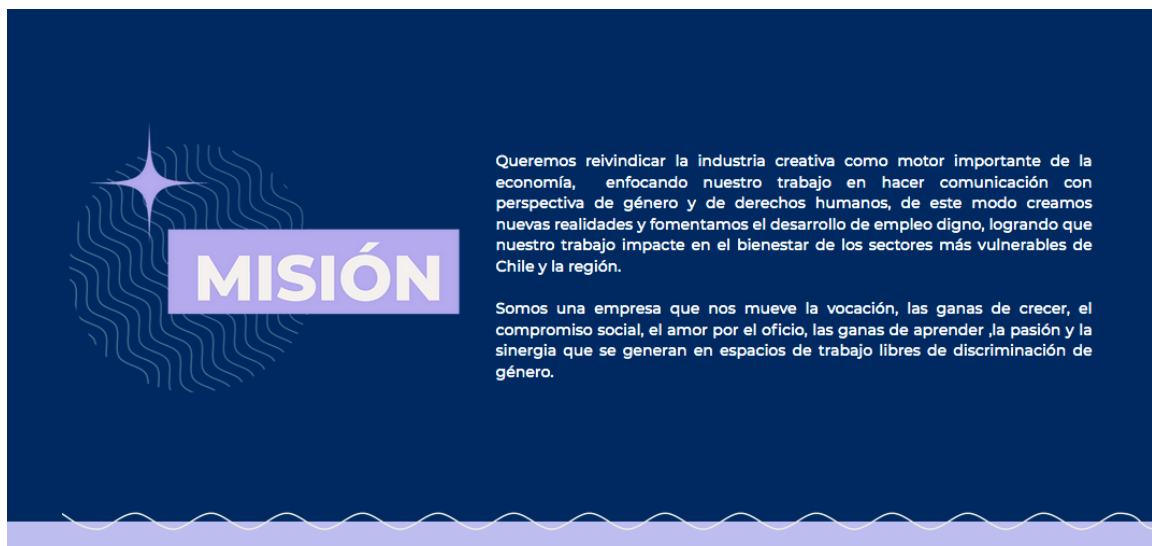 MISIÓN
Queremos reivindicar la industria creativa como motor importante de la
economía, enfocando nuestro trabajo en hacer comunicación con
perspectiva de género y de derechos humanos, de este modo creamos
nuevas realidades y fomentamos el desarrollo de empleo digno, logrando que
nuestro trabajo impacte en el bienestar de los sectores más vulnerables de
Chile y la región.
Somos una empresa que nos mueve la vocación, las ganas de crecer, el
compromiso social, el amor por el oficio, las ganas de aprender ,la pasión y la
sinergia que se generan en espacios de trabajo libres de discriminación de
género.